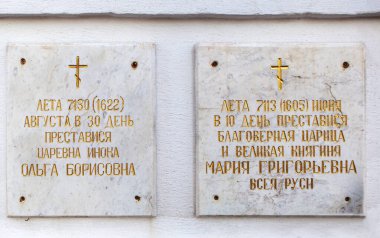 ЛЕТА 7130 (1622)
АВГУСТА В 30 ДЕНЬ
ПРЕСТАВИСЯ
ЦАРЕВНА ИНОКА
ОЛЬГА БОРИСОВНА
ЛЕТА 7113 (1605) ИЮНЯ
В 10 ДЕНЬ ПРЕСТАВИСЯ
БЛАГОВЕРНАЯ ЦАРИЦА
И ВЕЛИКАЯ КНЯГИНЯ
МАРИЯ ГРИГОРЬЕВНА
ВСЕЯ РУСИ